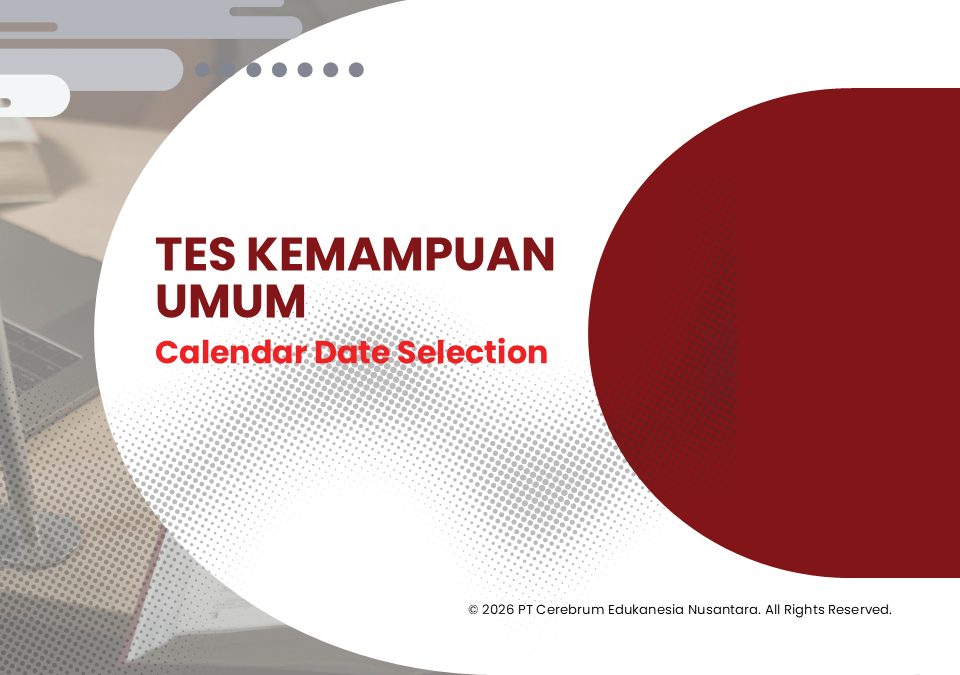 TES KEMAMPUAN
UMUM
Calendar Date Selection
© 2026 PT Cerebrum Edukanesia Nusantara. All Rights Reserved.